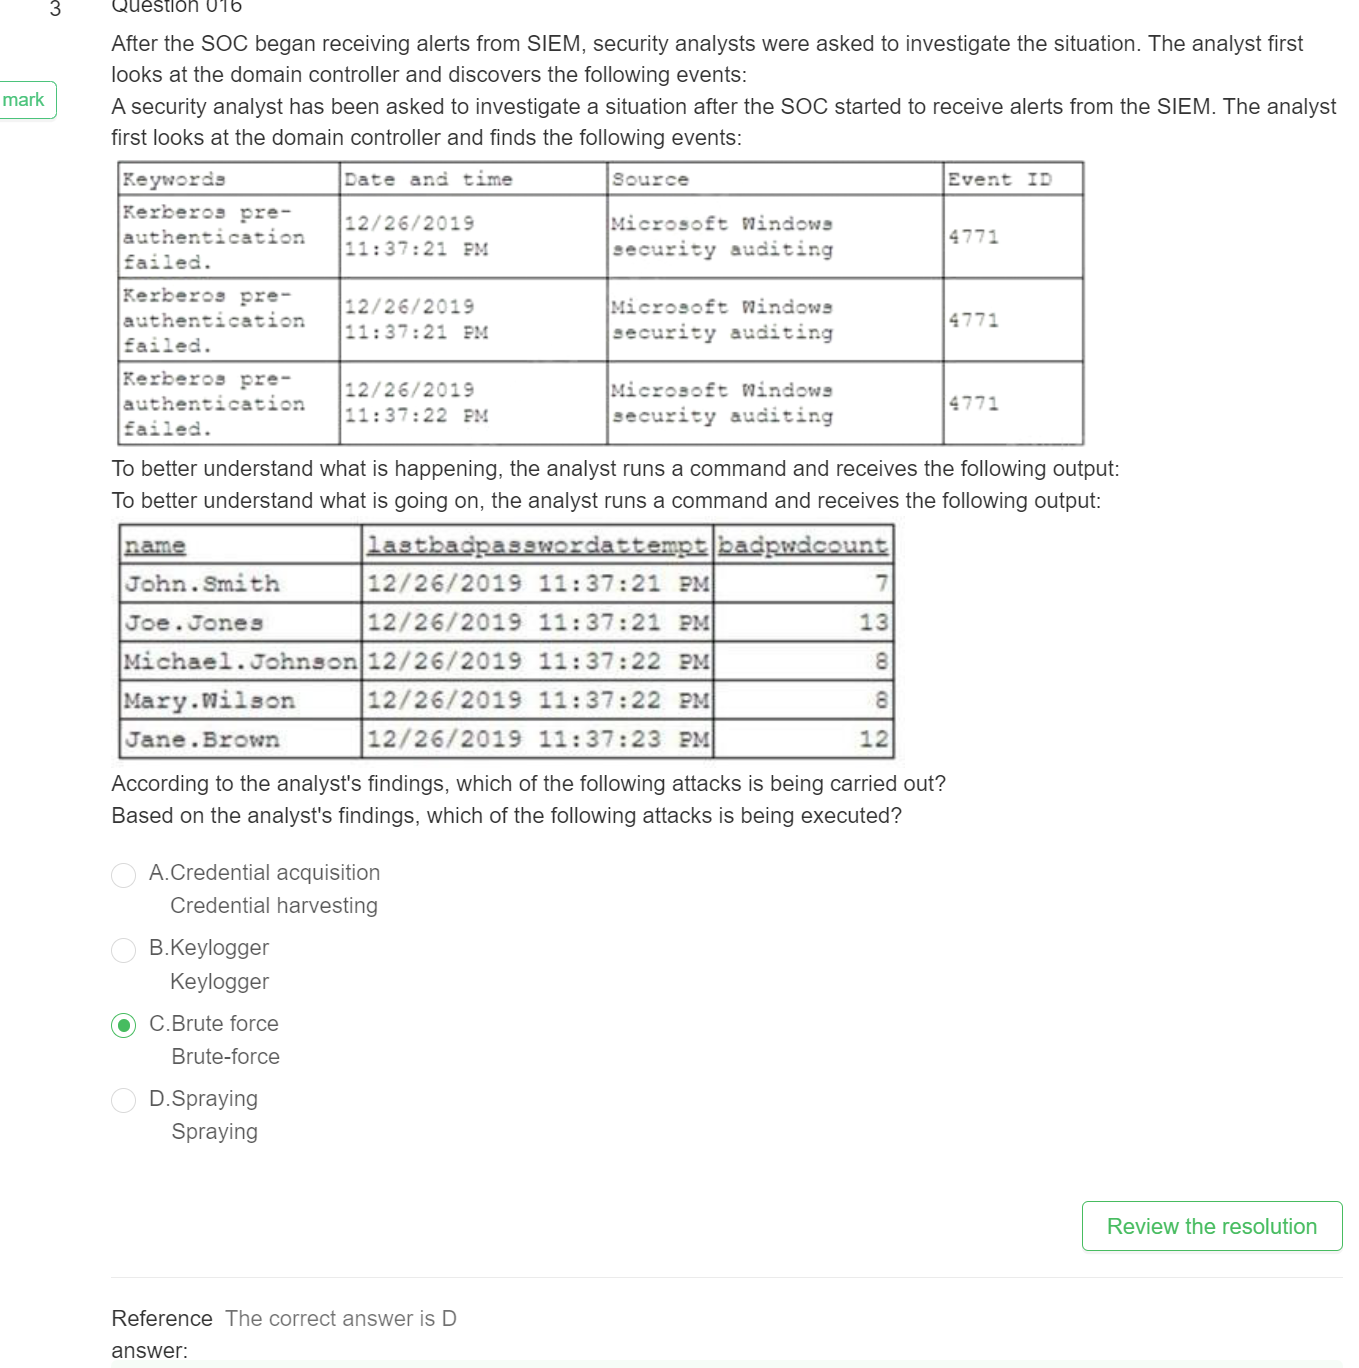 3
Question 016
After the SOC began receiving alerts from SIEM, security analysts were asked to investigate the situation. The analyst first
looks at the domain controller and discovers the following events:
mark
A security analyst has been asked to investigate a situation after the SOC started to receive alerts from the SIEM. The analyst
first looks at the domain controller and finds the following events:
Keywords Date and time Source Event ID
Kerberos pre-
authentication
failed.
12/26/2019
11:37:21 PM
Microsoft Windows
security auditing
4771
Kerberos pre-
authentication
failed.
12/26/2019
11:37:21 PM
Microsoft Windows
security auditing
4771
Kerberos pre-
authentication
failed.
12/26/2019
11:37:22 PM
Microsoft Windows
security auditing
4771
To better understand what is happening, the analyst runs a command and receives the following output:
To better understand what is going on, the analyst runs a command and receives the following output:
name lastbadpasswordattempt badpwdcount
John.Smith 12/26/2019 11:37:21 PM 7
Joe.Jones 12/26/2019 11:37:21 PM 13
Michael.Johnson 12/26/2019 11:37:22 PM 8
Mary.Wilson 12/26/2019 11:37:22 PM 8
Jane.Brown 12/26/2019 11:37:23 PM 12
According to the analyst's findings, which of the following attacks is being carried out?
Based on the analyst's findings, which of the following attacks is being executed?
A.Credential acquisition
Credential harvesting
B.Keylogger
Keylogger
C.Brute force
Brute-force
D.Spraying
Spraying
Review the resolution
Reference The correct answer is D
answer: